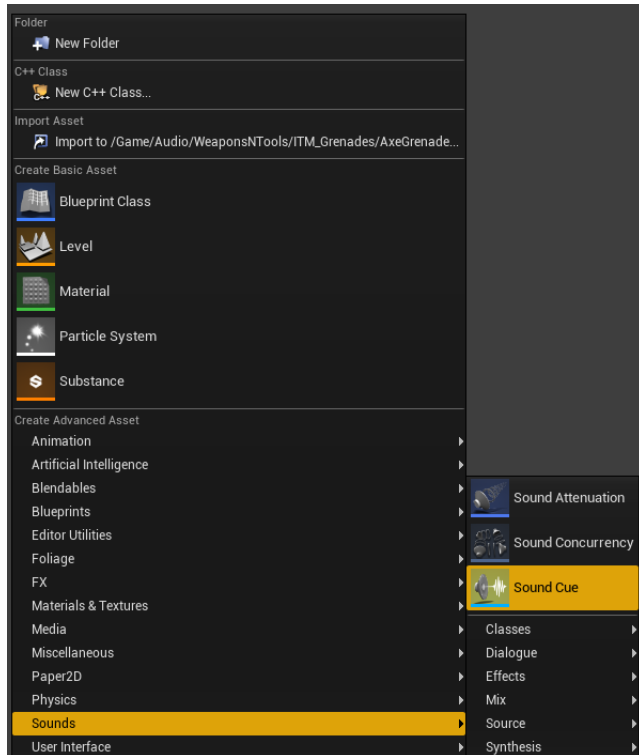 Folder
New Folder
C++ Class
New C++ Class...
Import Asset
Import to /Game/Audio/WeaponsNTools/ITM_Grenades/AxeGrenade...
Create Basic Asset
Blueprint Class
Level
Material
Particle System
Substance
Create Advanced Asset
Animation
Artificial Intelligence
Blendables
Blueprints
Editor Utilities
Foliage
FX
Materials & Textures
Media
Miscellaneous
Paper2D
Physics
Sounds
User Interface
Sound Attenuation
Sound Concurrency
Sound Cue
Classes
Dialogue
Effects
Mix
Source
Synthesis